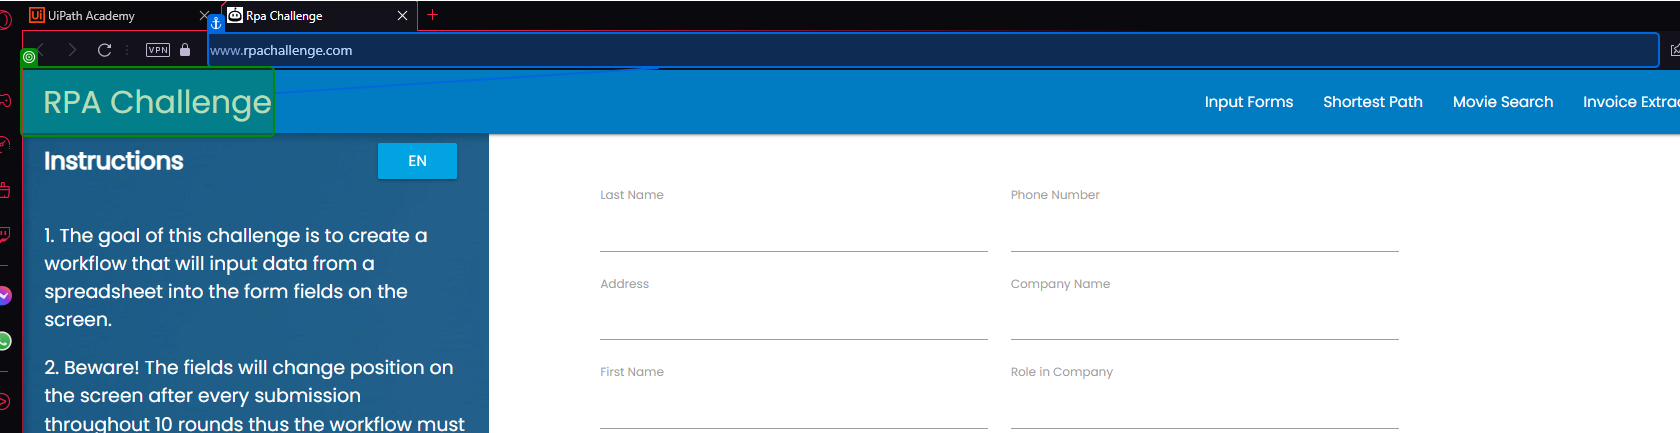 UiPath Academy
Rpa Challenge
VPN
www.rpachallenge.com
RPA Challenge
Input Forms
Shortest Path
Movie Search
Invoice Extrac
Instructions
EN
1. The goal of this challenge is to create a
workflow that will input data from a
spreadsheet into the form fields on the
screen.
2. Beware! The fields will change position on
the screen after every submission
throughout 10 rounds thus the workflow must
Last Name
Phone Number
Address
Company Name
First Name
Role in Company